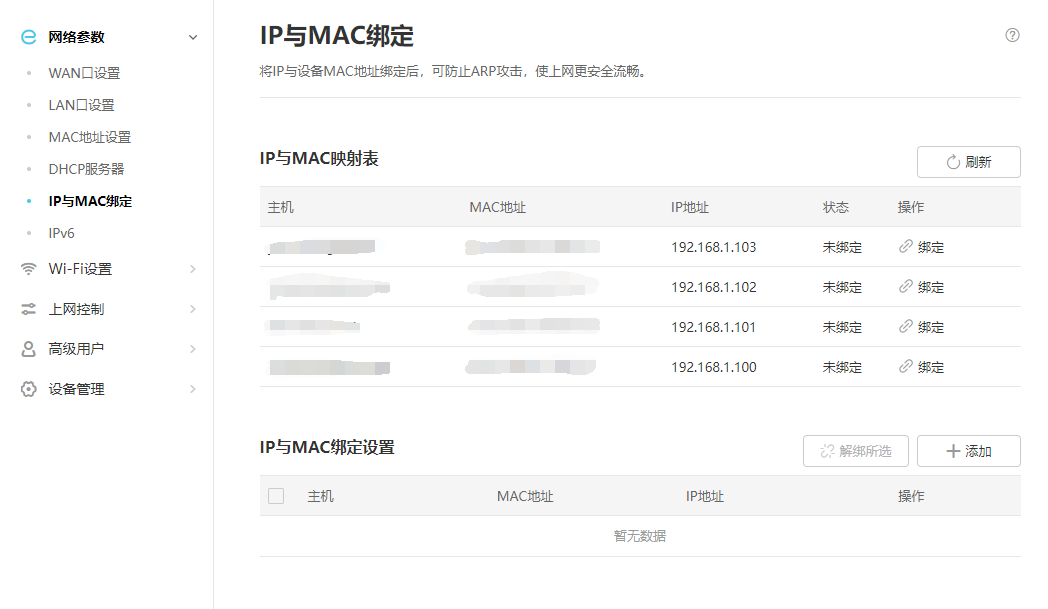 网络参数
WAN口设置
LAN口设置
MAC地址设置
DHCP服务器
IP与MAC绑定
IPv6
Wi-Fi设置
上网控制
高级用户
设备管理
IP与MAC绑定
将IP与设备MAC地址绑定后，可防止ARP攻击，使上网更安全流畅。
IP与MAC映射表
刷新
主机 MAC地址 IP地址 状态 操作
192.168.1.103 未绑定 绑定
192.168.1.102 未绑定 绑定
192.168.1.101 未绑定 绑定
192.168.1.100 未绑定 绑定
IP与MAC绑定设置
解绑所选 添加
主机 MAC地址 IP地址 操作
暂无数据